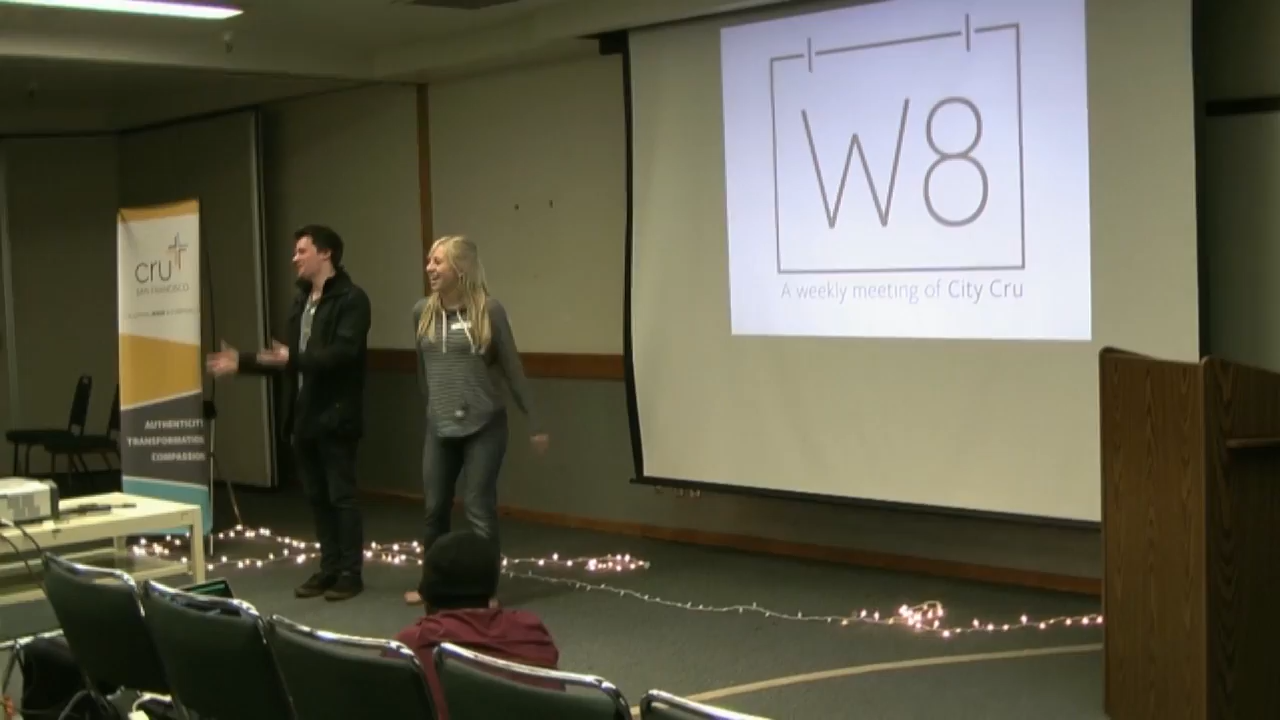 cru
SAN FRANCISCO
AUTHENTICITY
TRANSFORMATION
COMPASSION
W8
A weekly meeting of City Cru